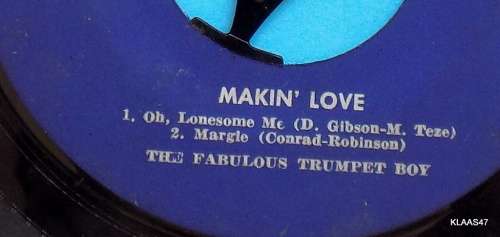 MAKIN' LOVE
1. Oh, Lonesome Me (D. Gibson-M. Teze)
2. Margie (Conrad-Robinson)
THE FABULOUS TRUMPET BOY
KLAAS47